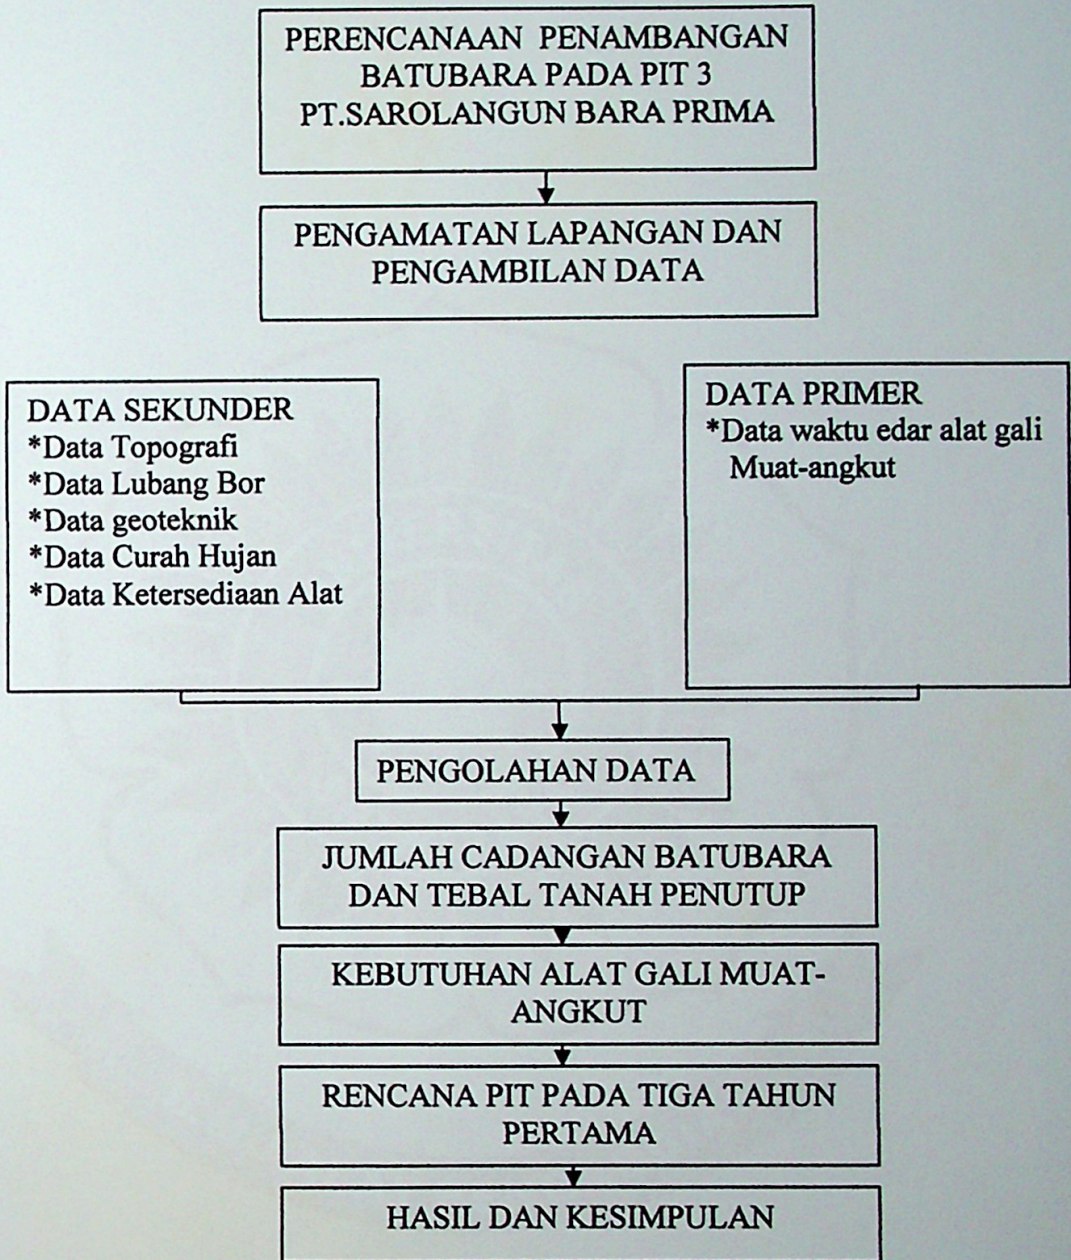 PERENCANAAN PENAMBANGAN
BATUBARA PADA PIT 3
PT.SAROLANGUN BARA PRIMA
PENGAMATAN LAPANGAN DAN
PENGAMBILAN DATA
DATA SEKUNDER
*Data Topografi
*Data Lubang Bor
*Data geoteknik
*Data Curah Hujan
*Data Ketersediaan Alat
DATA PRIMER
*Data waktu edar alat gali
Muat-angkut
PENGOLAHAN DATA
JUMLAH CADANGAN BATUBARA
DAN TEBAL TANAH PENUTUP
KEBUTUHAN ALAT GALI MUAT-
ANGKUT
RENCANA PIT PADA TIGA TAHUN
PERTAMA
HASIL DAN KESIMPULAN